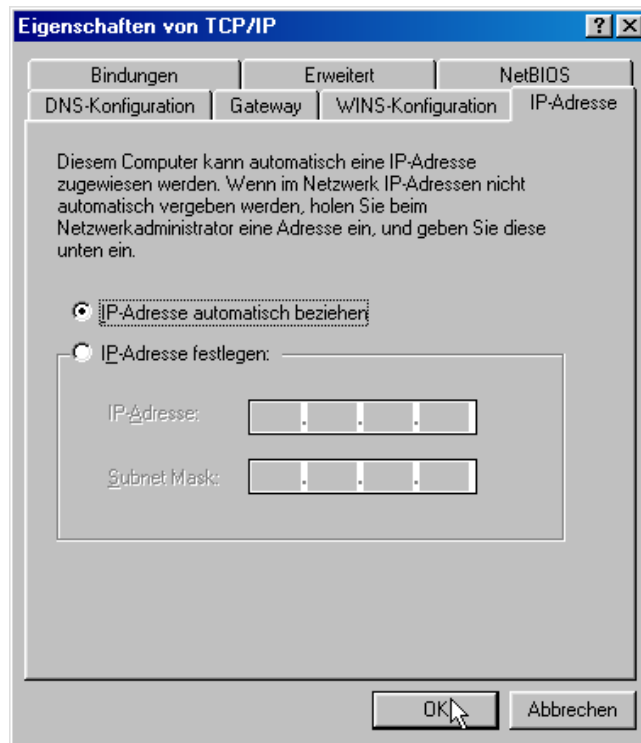 Eigenschaften von TCP/IP
Bindungen Erweitert NetBIOS
DNS-Konfiguration Gateway WINS-Konfiguration IP-Adresse
Diesem Computer kann automatisch eine IP-Adresse
zugewiesen werden. Wenn im Netzwerk IP-Adressen nicht
automatisch vergeben werden, holen Sie beim
Netzwerkadministrator eine Adresse ein, und geben Sie diese
unten ein.
IP-Adresse automatisch beziehen
IP-Adresse festlegen:
IP-Adresse:
Subnet Mask:
OK Abbrechen